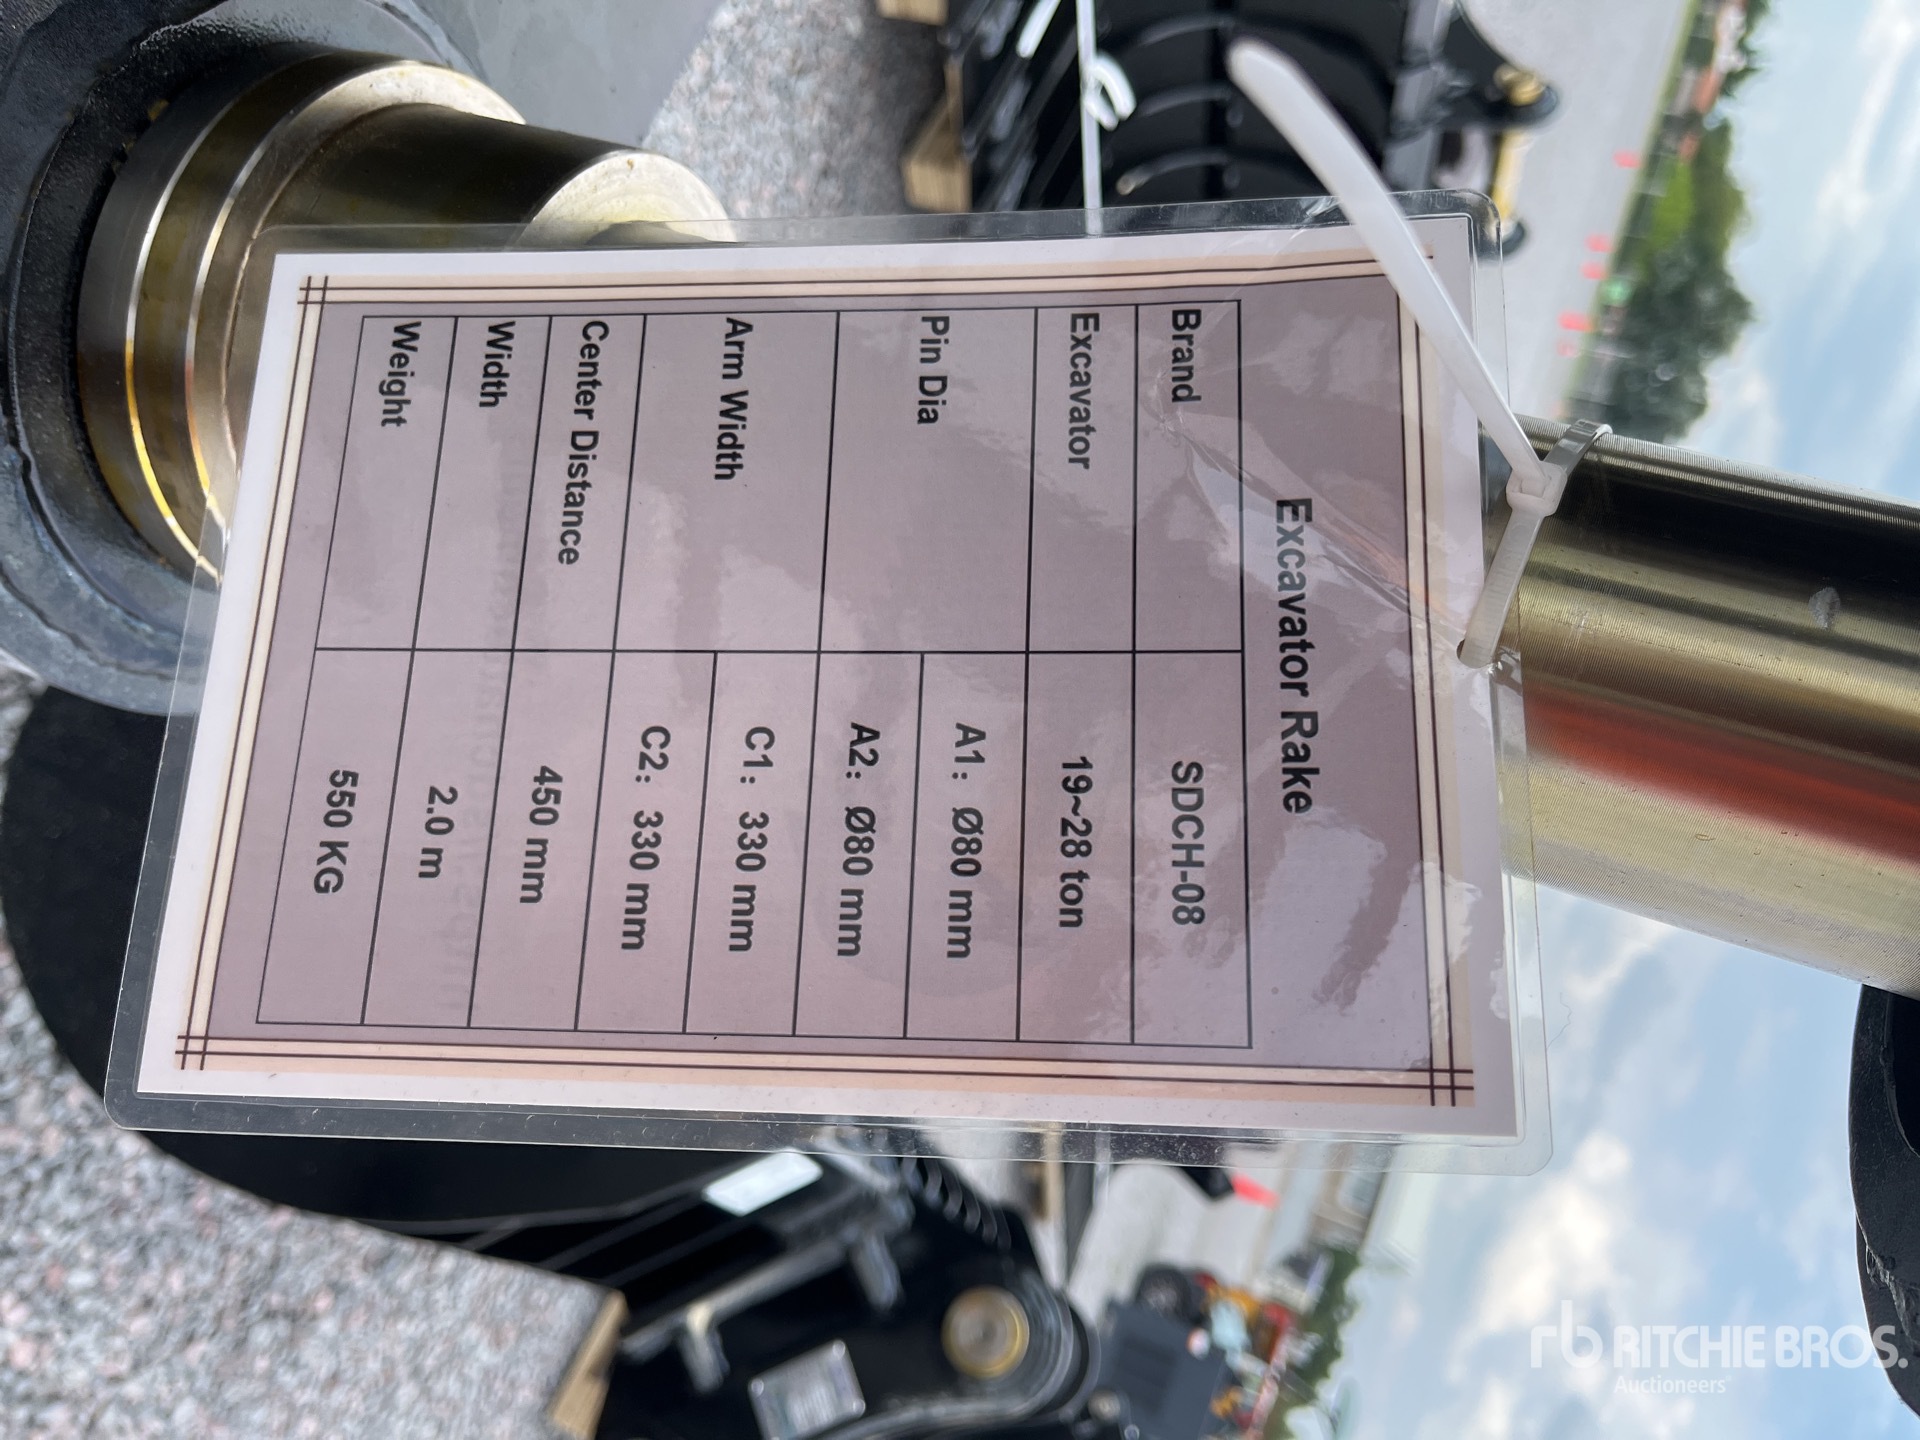 Excavator Rake
Brand SDCH-08
Excavator 19~28 ton
Pin Dia A1: Ø80 mm
A2: Ø80 mm
Arm Width C1: 330 mm
C2: 330 mm
Center Distance 450 mm
Width 2.0 m
Weight 550 KG
rb RITCHIE BROS.
Auctioneers